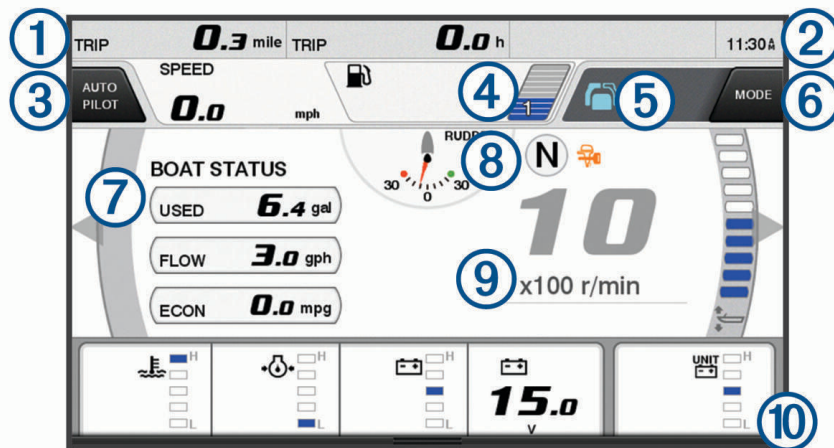 1 TRIP 0.3 mile TRIP 0.0 h 11:30A 2
3 AUTO PILOT SPEED 0.0 mph 4 1 5 MODE 6
RUDD 8 N
30 0 30
7 BOAT STATUS
USED 6.4 gal
10
FLOW 3.0 gph
9 x100 r/min
ECON 0.0 mpg
H H H UNIT H
15.0
V
L L L L 10